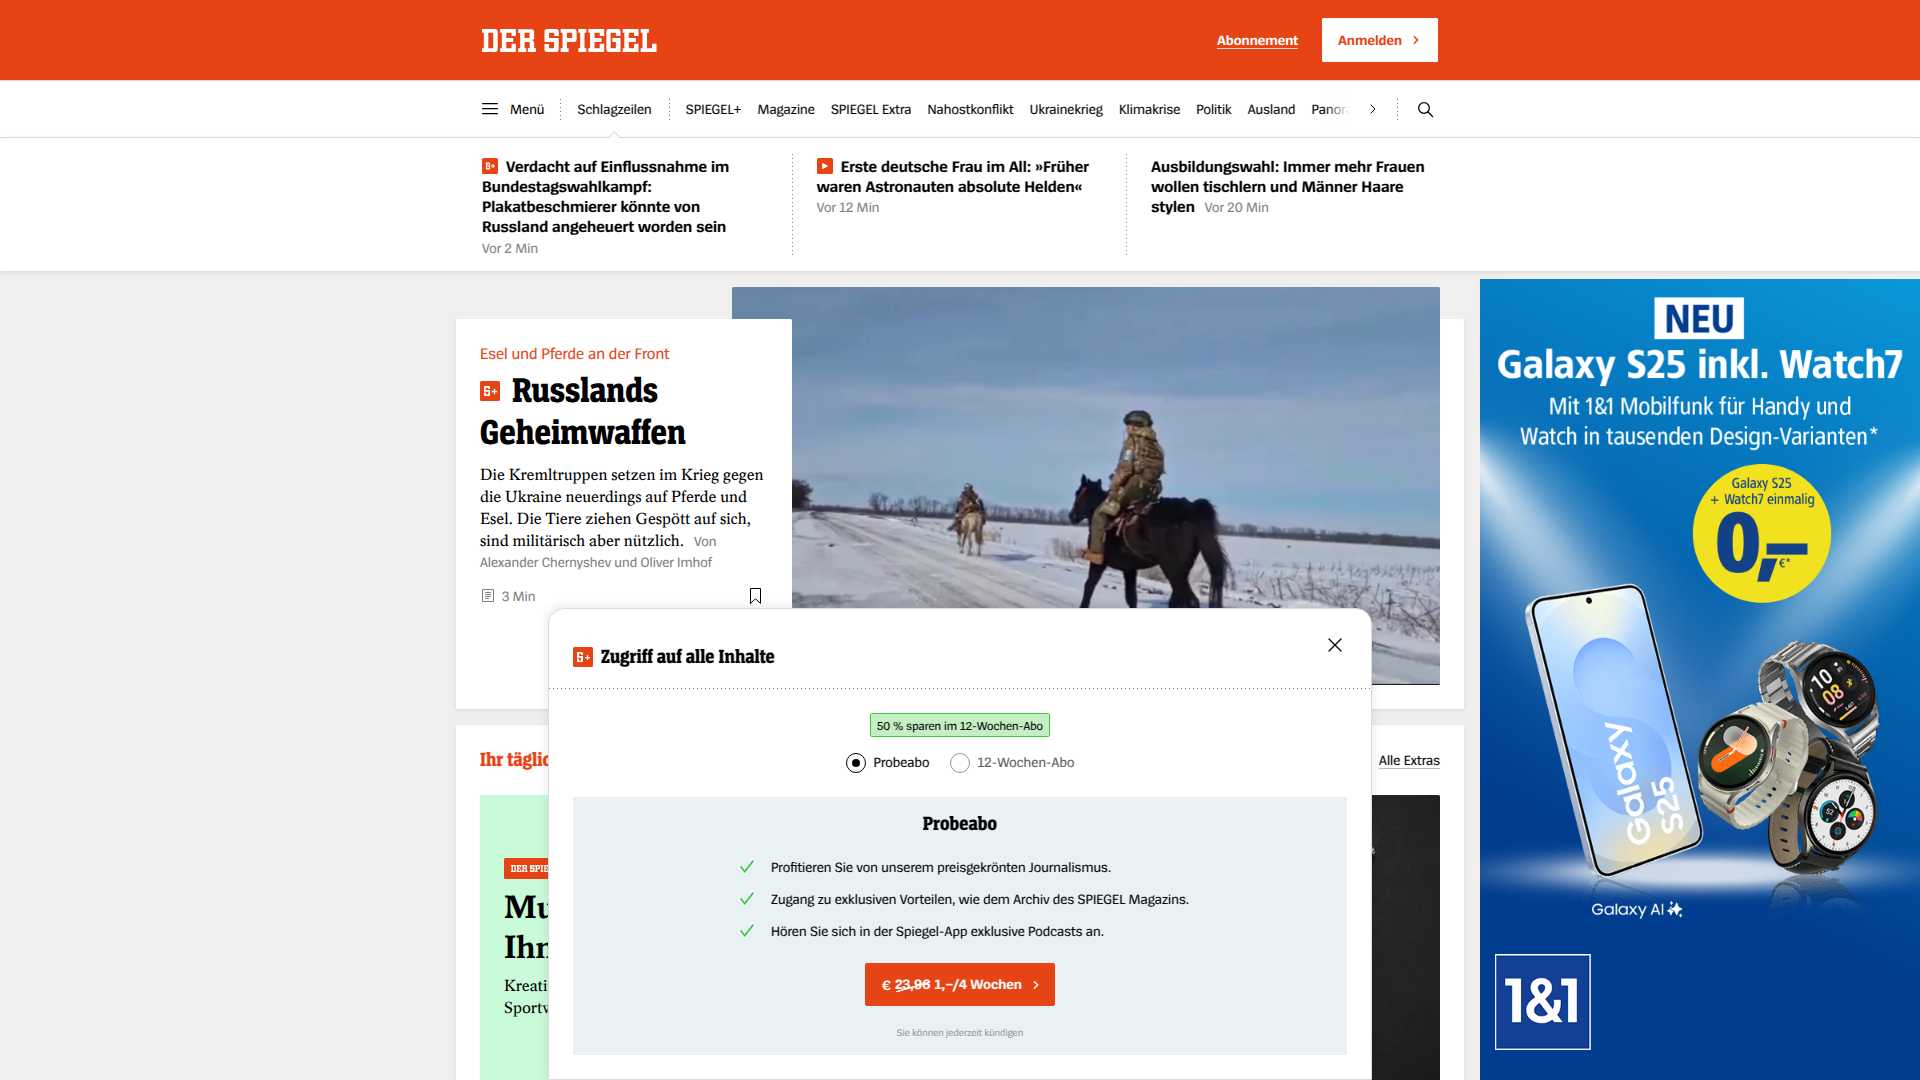 DER SPIEGEL
Abonnement
Anmelden
Menü
Schlagzeilen
SPIEGEL+
Magazine
SPIEGEL Extra
Nahostkonflikt
Ukrainekrieg
Klimakrise
Politik
Ausland
Verdacht auf Einflussnahme im
Bundestagswahlkampf:
Plakatbeschmierer könnte von
Russland angeheuert worden sein
Vor 2 Min
Erste deutsche Frau im All: »Früher
waren Astronauten absolute Helden«
Vor 12 Min
Ausbildungswahl: Immer mehr Frauen
wollen tischlern und Männer Haare
stylen Vor 20 Min
Esel und Pferde an der Front
Russlands
Geheimwaffen
Die Kremltruppen setzen im Krieg gegen
die Ukraine neuerdings auf Pferde und
Esel. Die Tiere ziehen Gespött auf sich,
sind militärisch aber nützlich. Von
Alexander Chernyshev und Oliver Imhof
3 Min
Zugriff auf alle Inhalte
50 % sparen im 12-Wochen-Abo
Probeabo
12-Wochen-Abo
Probeabo
Profitieren Sie von unserem preisgekrönten Journalismus.
Zugang zu exklusiven Vorteilen, wie dem Archiv des SPIEGEL Magazins.
Hören Sie sich in der Spiegel-App exklusive Podcasts an.
€ 23,96 1,–/4 Wochen
Sie können jederzeit kündigen
Ihr
Alle Extras
NEU
Galaxy S25 inkl. Watch7
Mit 1&1 Mobilfunk für Handy und
Watch in tausenden Design-Varianten*
Galaxy S25
+ Watch7 einmalig
0,–
€*
Galaxy
S25
10
08
Galaxy AI
1&1